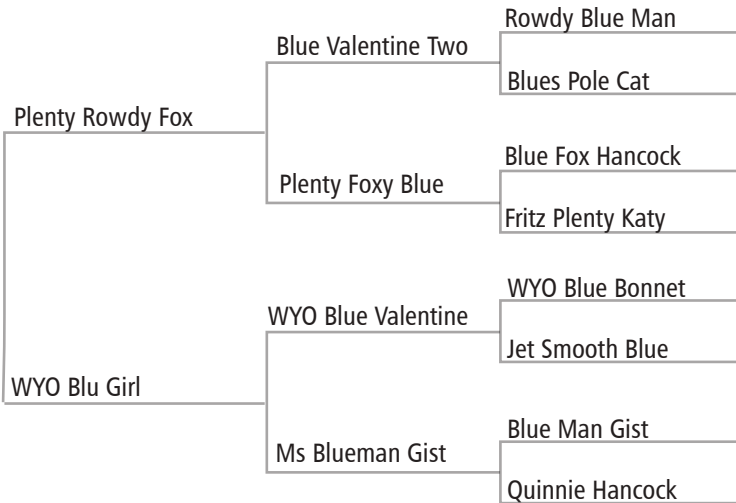 Rowdy Blue Man
Blue Valentine Two
Blues Pole Cat
Plenty Rowdy Fox
Blue Fox Hancock
Plenty Foxy Blue
Fritz Plenty Katy
WYO Blue Bonnet
WYO Blue Valentine
Jet Smooth Blue
WYO Blu Girl
Blue Man Gist
Ms Blueman Gist
Quinnie Hancock